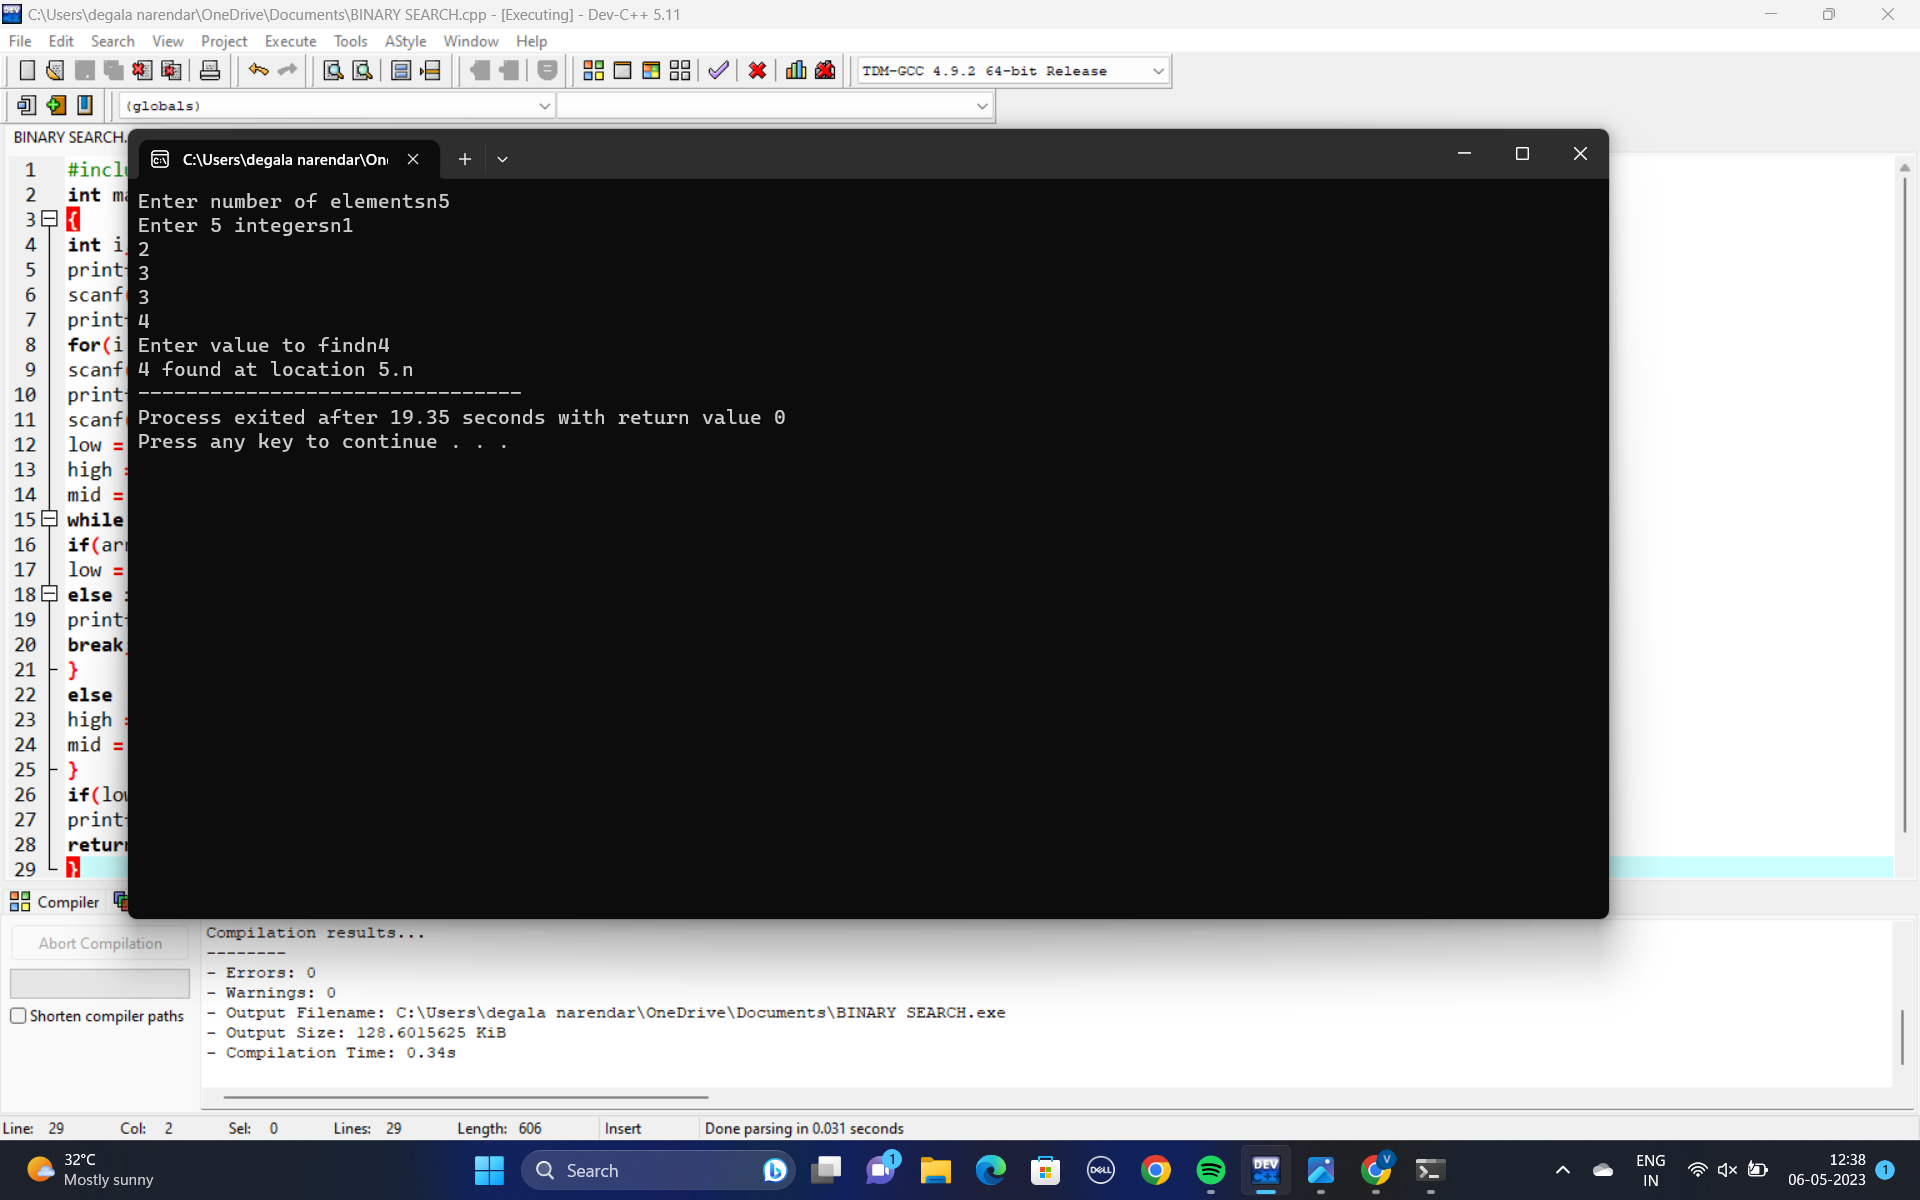 C:\Users\degala narendar\OneDrive\Documents\BINARY SEARCH.cpp - [Executing] - Dev-C++ 5.11
File Edit Search View Project Execute Tools AStyle Window Help
TDM-GCC 4.9.2 64-bit Release
(globals)
BINARY SEARCH.
C:\Users\degala narendar\On
1 #incl
2 int ma
3 {
4 int i
5 print
6 scanf
7 print
8 for(i
9 scanf
10 print
11 scanf
12 low =
13 high =
14 mid =
15 while
16 if(arr
17 low =
18 else
19 print
20 break;
21 }
22 else
23 high =
24 mid =
25 }
26 if(low
27 print
28 return
29 }
Enter number of elementsn5
Enter 5 integersn1
2
3
3
4
Enter value to findn4
4 found at location 5.n
--------------------------------
Process exited after 19.35 seconds with return value 0
Press any key to continue . . .
Compiler
Abort Compilation
Shorten compiler paths
Compilation results...
--------
- Errors: 0
- Warnings: 0
- Output Filename: C:\Users\degala narendar\OneDrive\Documents\BINARY SEARCH.exe
- Output Size: 128.6015625 KiB
- Compilation Time: 0.34s
Line: 29 Col: 2 Sel: 0 Lines: 29 Length: 606 Insert Done parsing in 0.031 seconds
32°C
Mostly sunny
Search
1
DELL
DEV C++
V
ENG
IN
12:38
06-05-2023
1